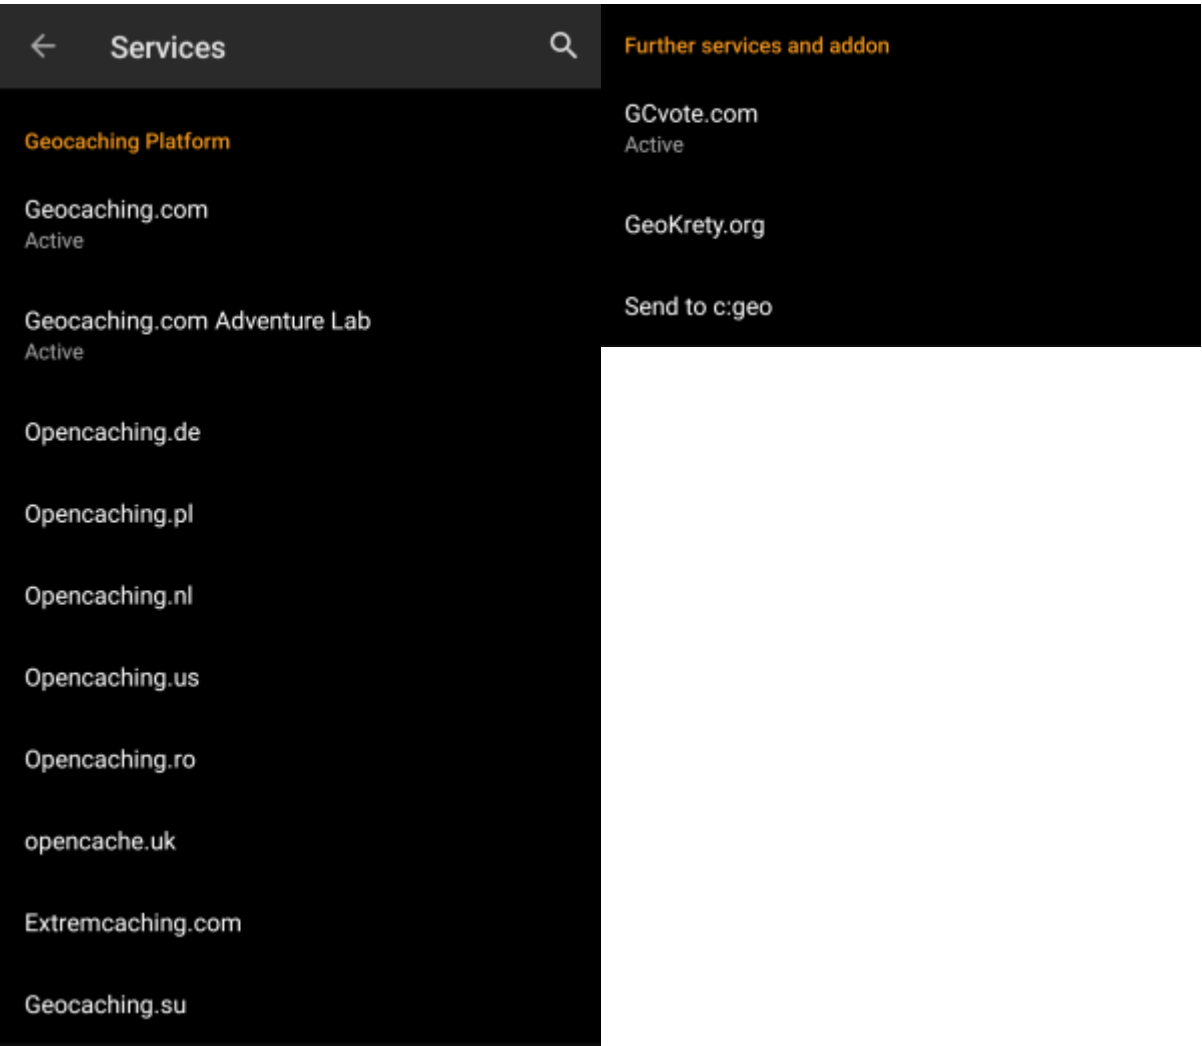 Services
Geocaching Platform
Geocaching.com
Active
Geocaching.com Adventure Lab
Active
Opencaching.de
Opencaching.pl
Opencaching.nl
Opencaching.us
Opencaching.ro
opencache.uk
Extremcaching.com
Geocaching.su
Further services and addon
GCvote.com
Active
GeoKrety.org
Send to c:geo